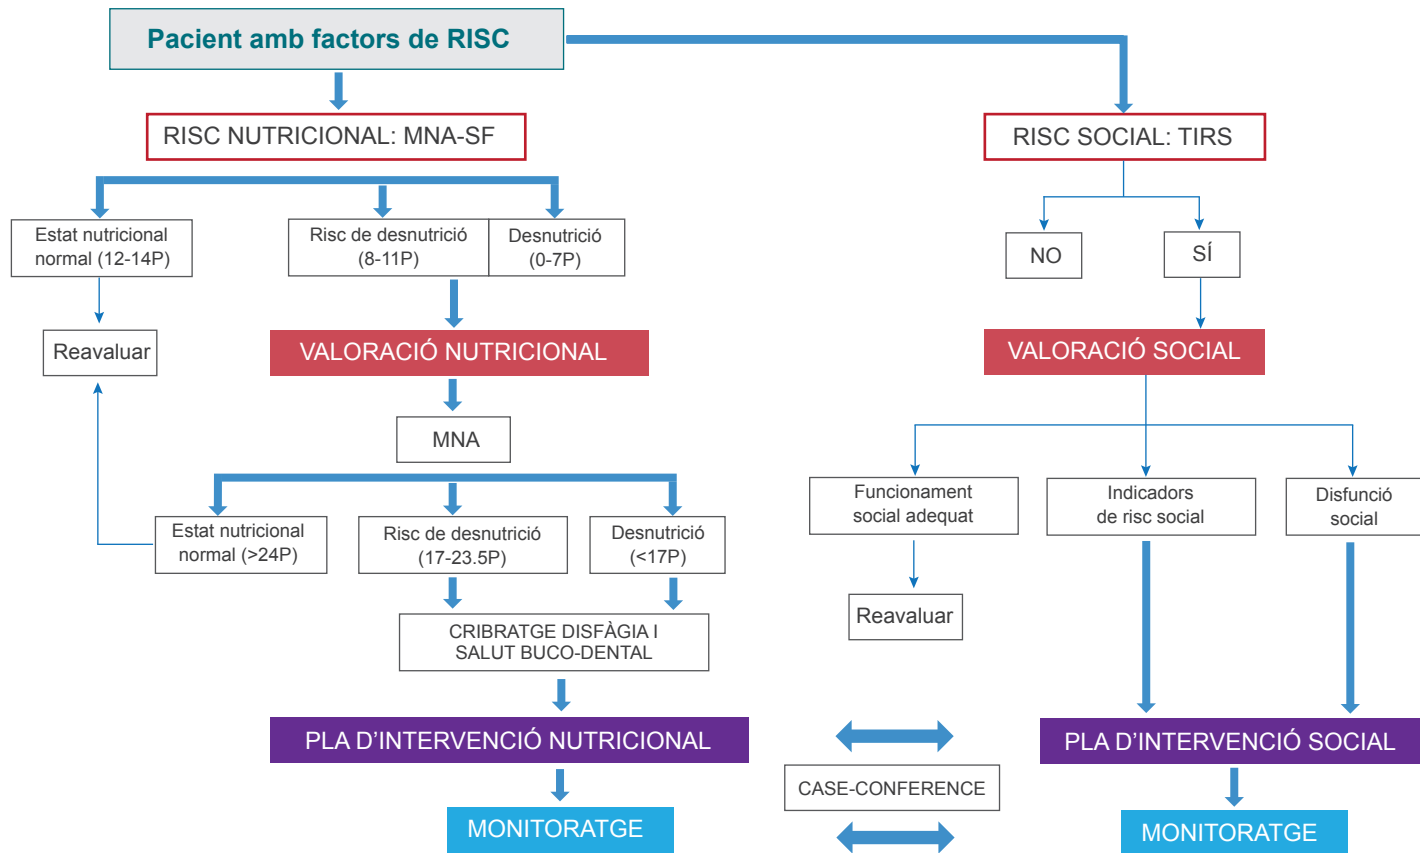 Pacient amb factors de RISC
RISC NUTRICIONAL: MNA-SF
RISC SOCIAL: TIRS
Estat nutricional
normal (12-14P)
Risc de desnutrició
(8-11P)
Desnutrició
(0-7P)
NO
SÍ
Reavaluar
VALORACIÓ NUTRICIONAL
VALORACIÓ SOCIAL
MNA
Estat nutricional
normal (>24P)
Risc de desnutrició
(17-23.5P)
Desnutrició
(<17P)
Funcionament
social adequat
Indicadors
de risc social
Disfunció
social
Reavaluar
CRIBRATGE DISFÀGIA I
SALUT BUCO-DENTAL
PLA D'INTERVENCIÓ NUTRICIONAL
PLA D'INTERVENCIÓ SOCIAL
CASE-CONFERENCE
MONITORATGE
MONITORATGE